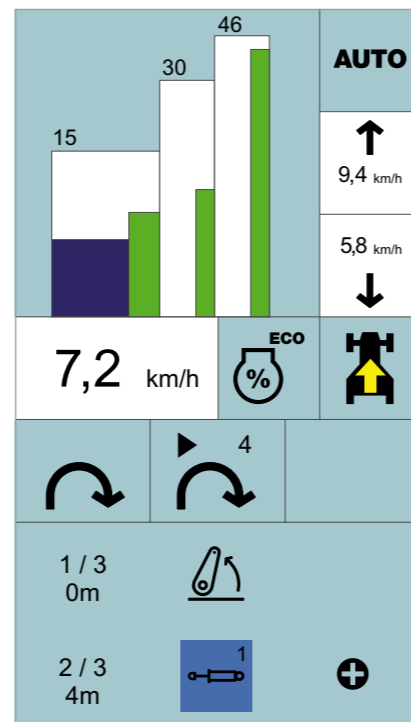 46
30
15
AUTO
9,4 km/h
5,8 km/h
7,2 km/h
ECO
%
4
1 / 3
0m
2 / 3
4m
1